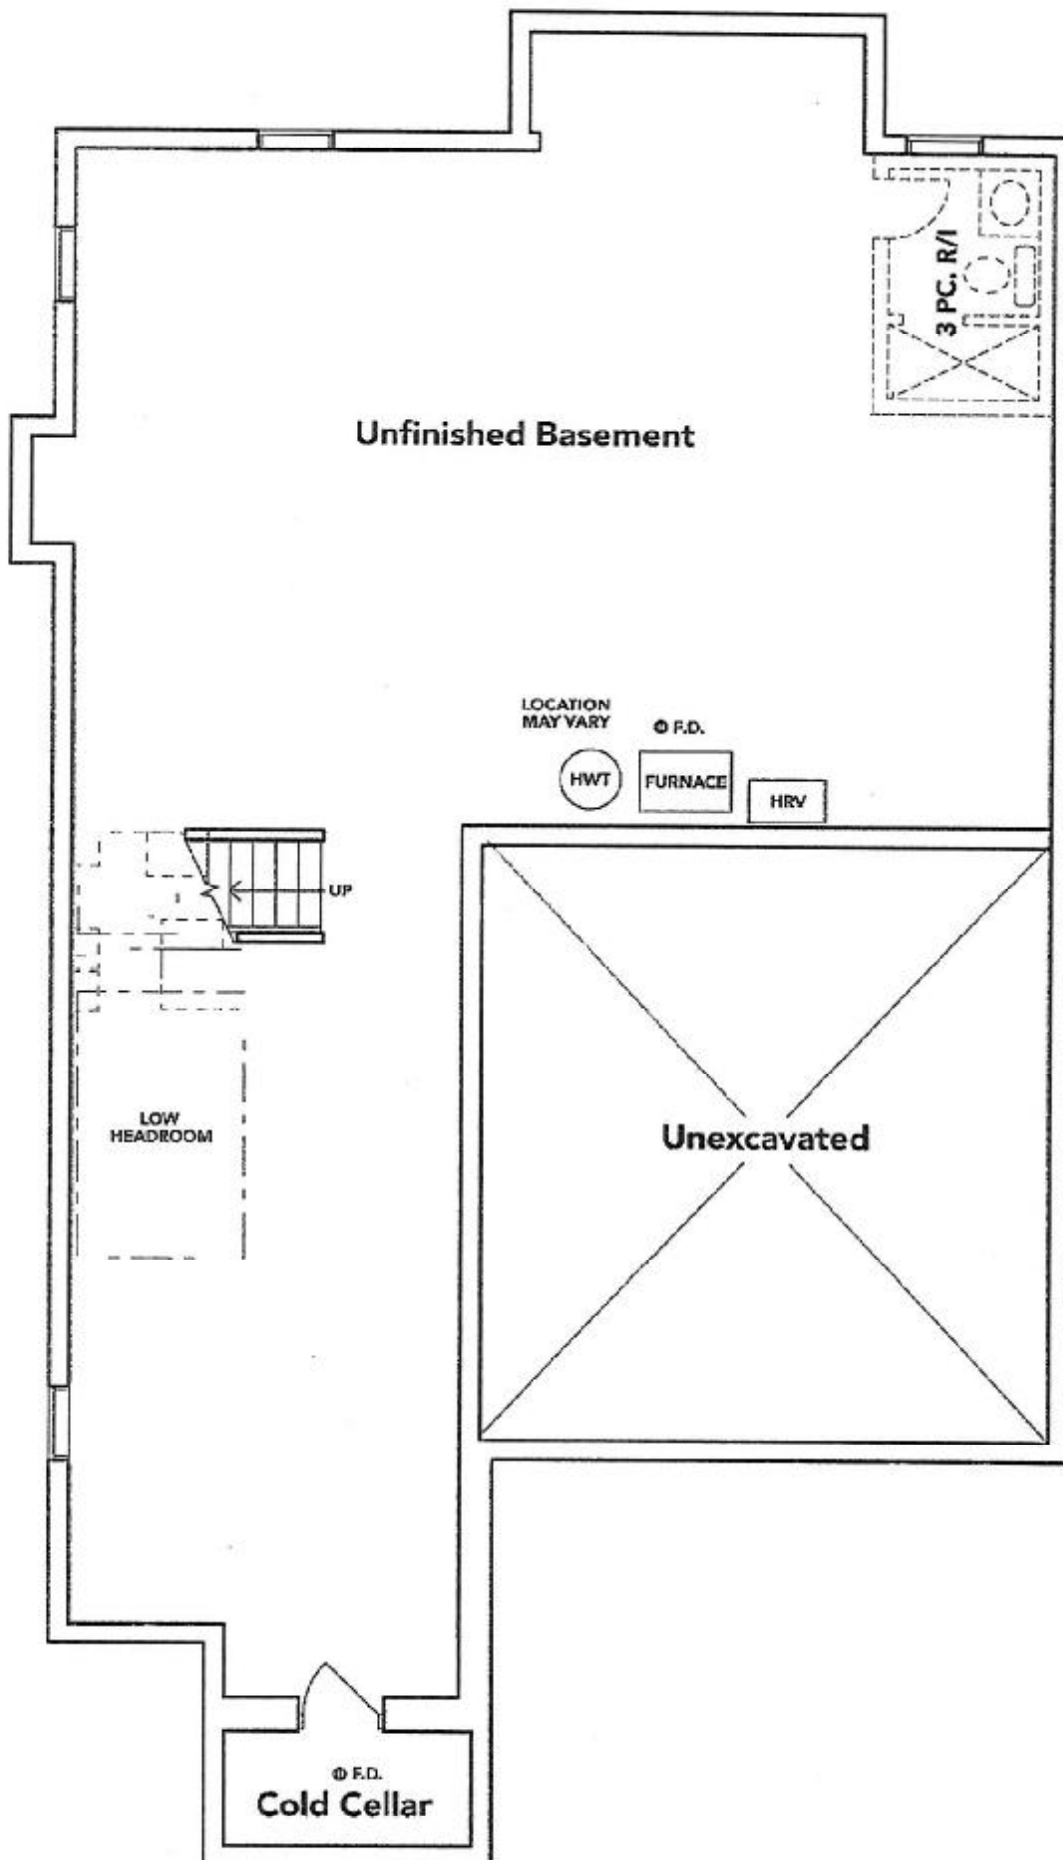 3 PC. R/I
Unfinished Basement
LOCATION
MAY VARY
F.D.
HWT
FURNACE
HRV
UP
LOW
HEADROOM
Unexcavated
F.D.
Cold Cellar